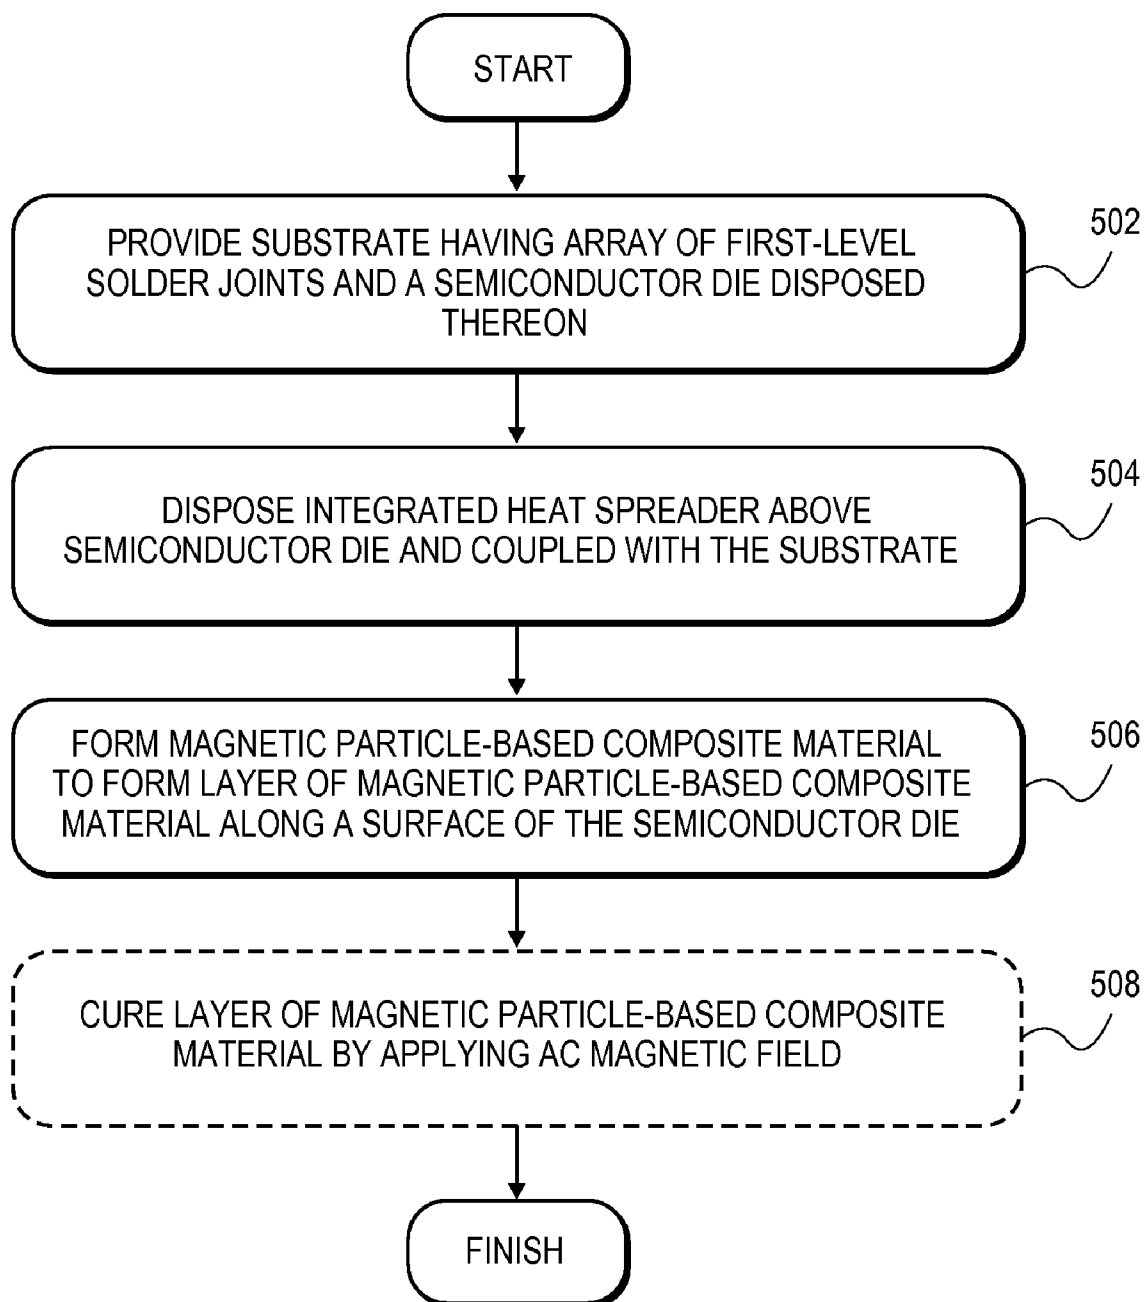 START
PROVIDE SUBSTRATE HAVING ARRAY OF FIRST-LEVEL
SOLDER JOINTS AND A SEMICONDUCTOR DIE DISPOSED
THEREON
502
DISPOSE INTEGRATED HEAT SPREADER ABOVE
SEMICONDUCTOR DIE AND COUPLED WITH THE SUBSTRATE
504
FORM MAGNETIC PARTICLE-BASED COMPOSITE MATERIAL
TO FORM LAYER OF MAGNETIC PARTICLE-BASED COMPOSITE
MATERIAL ALONG A SURFACE OF THE SEMICONDUCTOR DIE
506
CURE LAYER OF MAGNETIC PARTICLE-BASED COMPOSITE
MATERIAL BY APPLYING AC MAGNETIC FIELD
508
FINISH